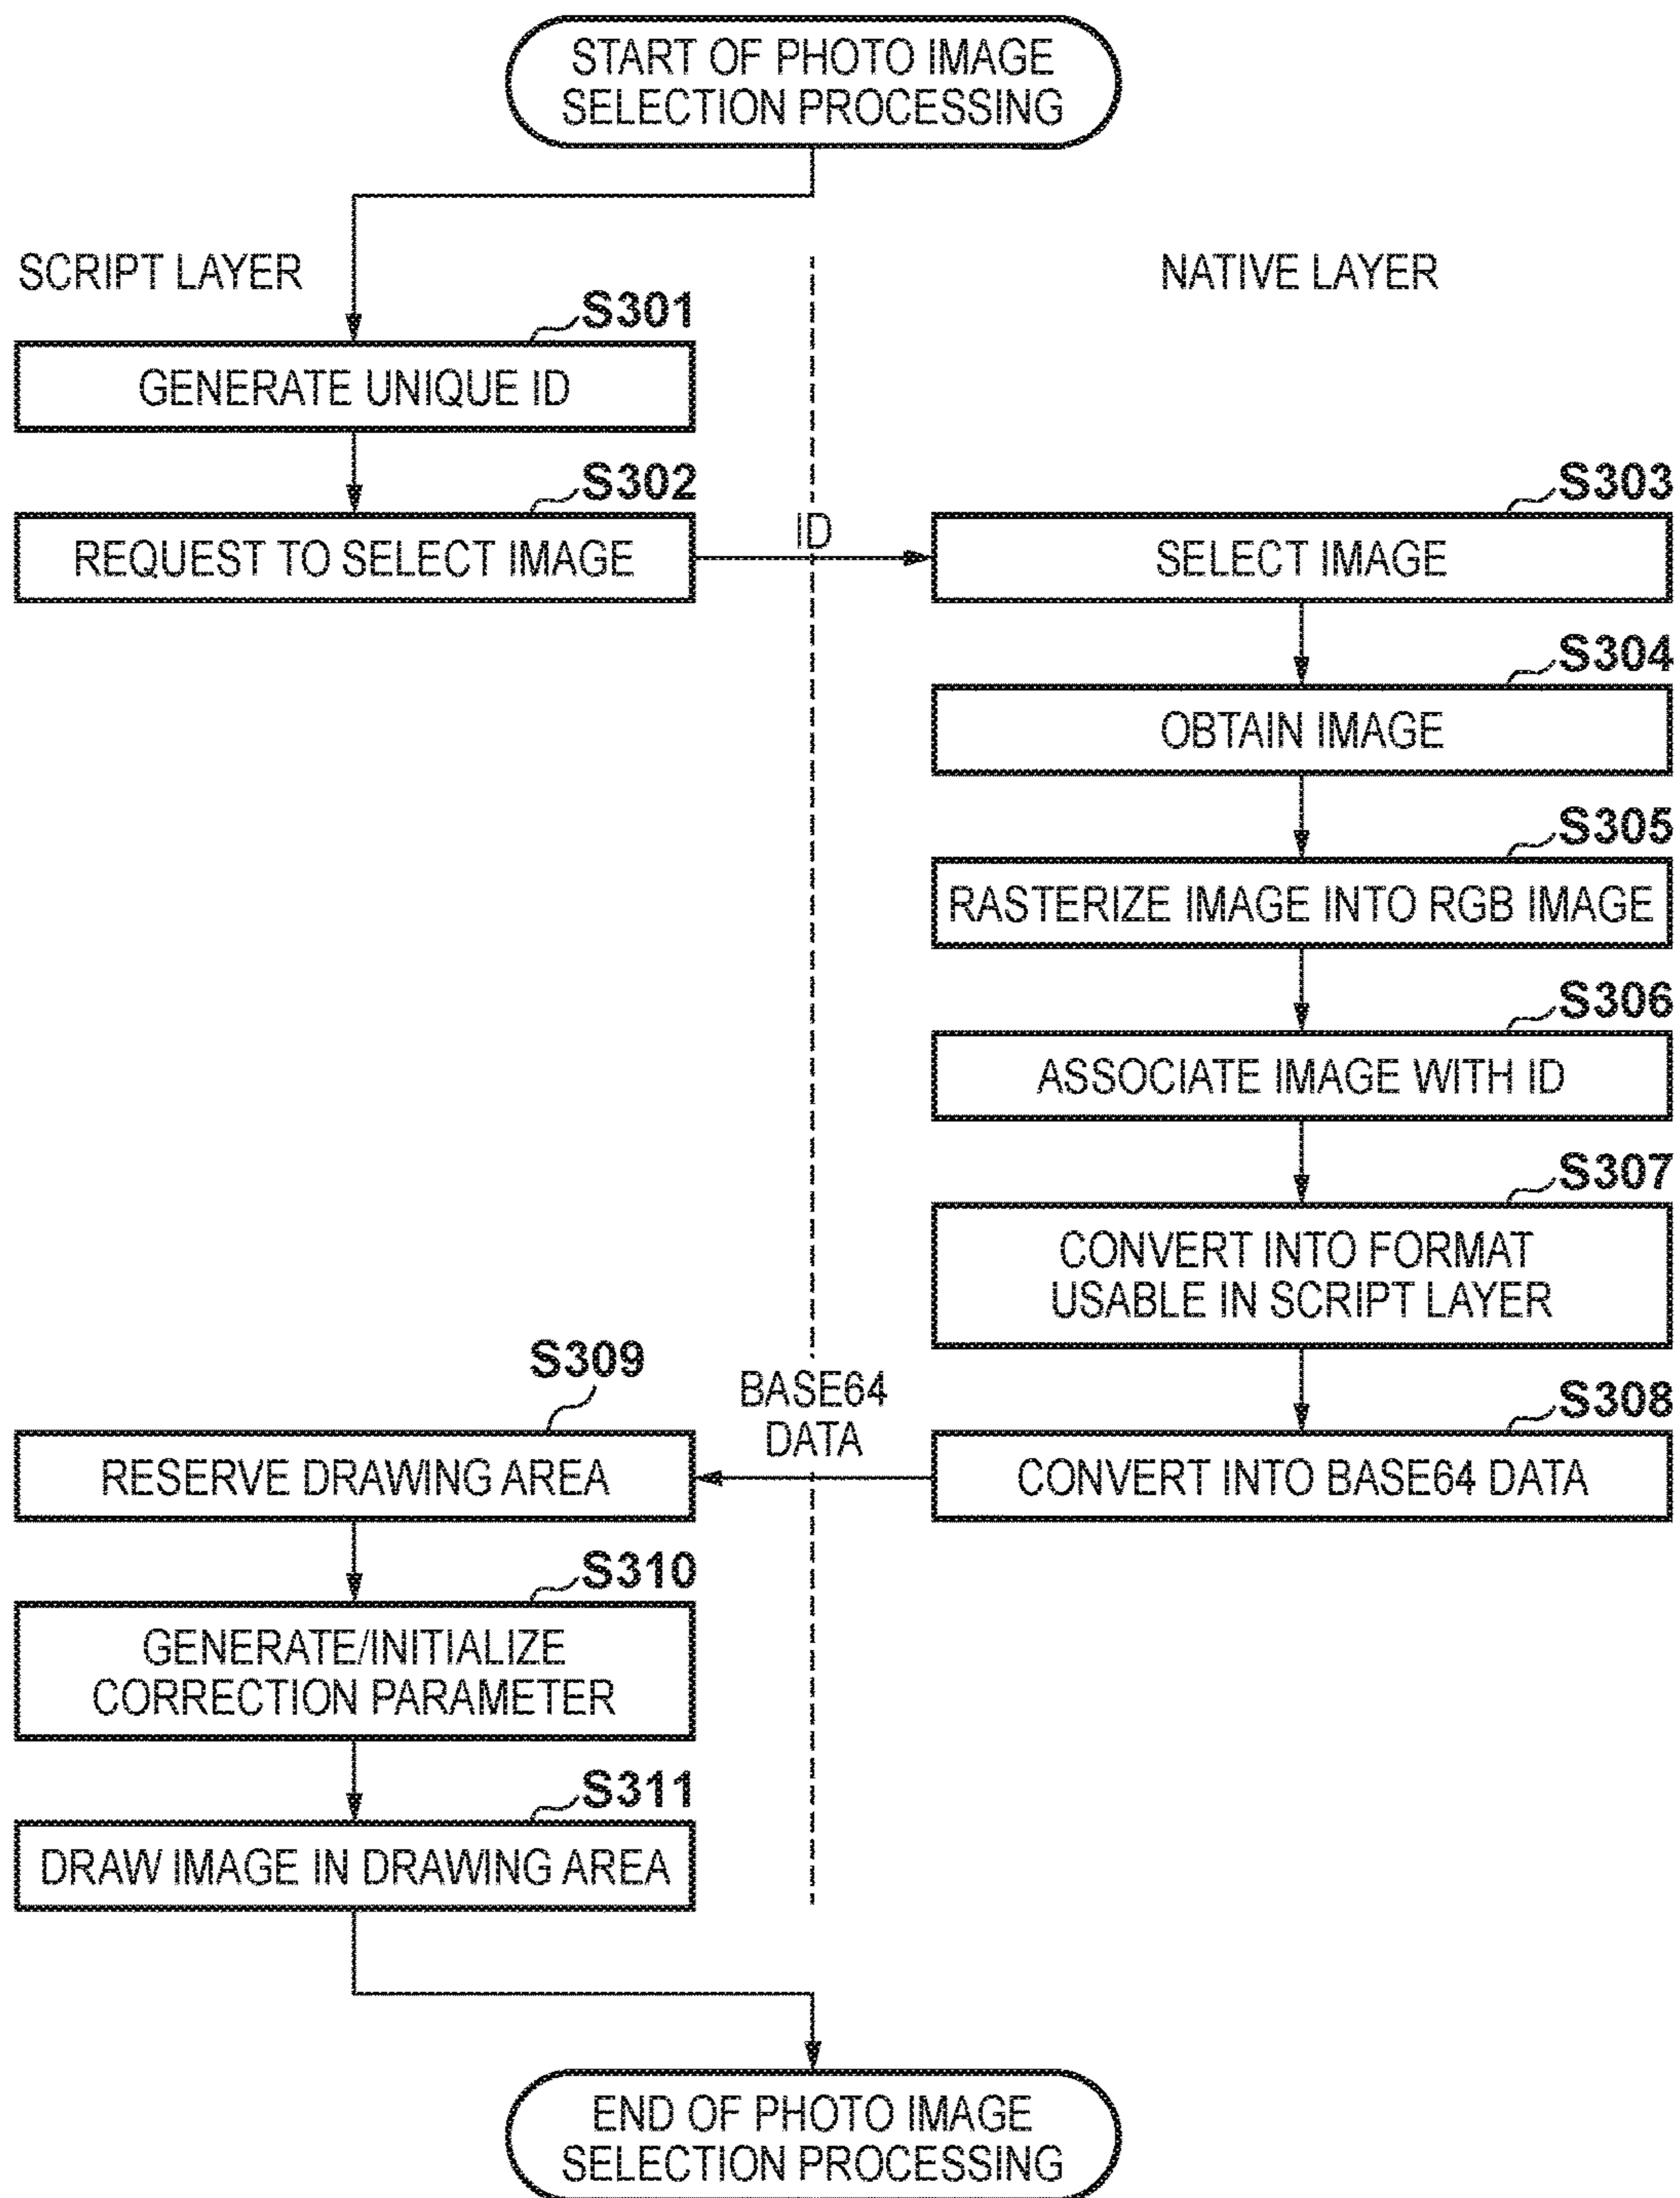 START OF PHOTO IMAGE
SELECTION PROCESSING
SCRIPT LAYER
NATIVE LAYER
S301
GENERATE UNIQUE ID
S302
REQUEST TO SELECT IMAGE
ID
S303
SELECT IMAGE
S304
OBTAIN IMAGE
S305
RASTERIZE IMAGE INTO RGB IMAGE
S306
ASSOCIATE IMAGE WITH ID
S307
CONVERT INTO FORMAT
USABLE IN SCRIPT LAYER
S308
CONVERT INTO BASE64 DATA
BASE64
DATA
S309
RESERVE DRAWING AREA
S310
GENERATE/INITIALIZE
CORRECTION PARAMETER
S311
DRAW IMAGE IN DRAWING AREA
END OF PHOTO IMAGE
SELECTION PROCESSING